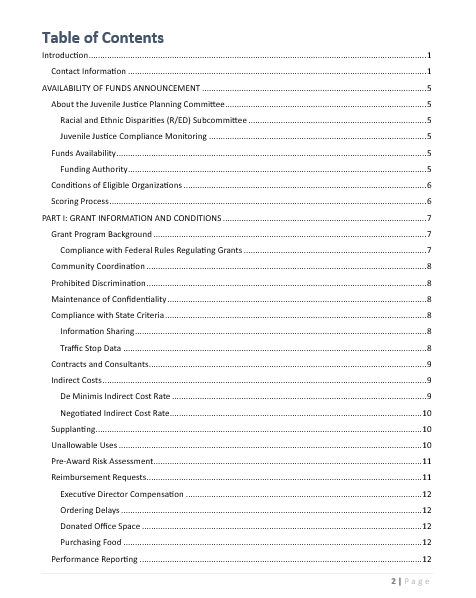 Table of Contents
Introduction 1
Contact Information 1
AVAILABILITY OF FUNDS ANNOUNCEMENT 5
About the Juvenile Justice Planning Committee 5
Racial and Ethnic Disparities (R/ED) Subcommittee 5
Juvenile Justice Compliance Monitoring 5
Funds Availability 5
Funding Authority 5
Conditions of Eligible Organizations 6
Scoring Process 6
PART I: GRANT INFORMATION AND CONDITIONS 7
Grant Program Background 7
Compliance with Federal Rules Regulating Grants 7
Community Coordination 8
Prohibited Discrimination 8
Maintenance of Confidentiality 8
Compliance with State Criteria 8
Information Sharing 8
Traffic Stop Data 8
Contracts and Consultants 9
Indirect Costs 9
De Minimis Indirect Cost Rate 9
Negotiated Indirect Cost Rate 10
Supplanting 10
Unallowable Uses 10
Pre-Award Risk Assessment 11
Reimbursement Requests 11
Executive Director Compensation 12
Ordering Delays 12
Donated Office Space 12
Purchasing Food 12
Performance Reporting 12
2 | Page